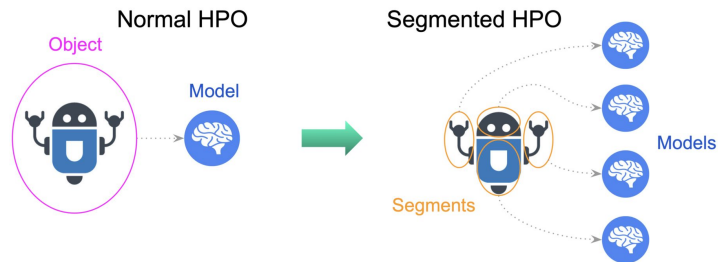 Normal HPO
Object
Model
Segmented HPO
Models
Segments